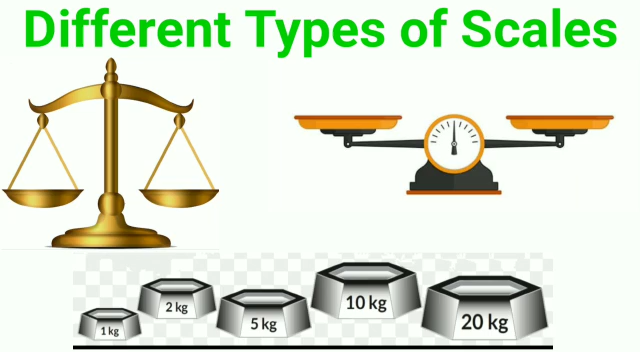 Different Types of Scales
1 kg
2 kg
5 kg
10 kg
20 kg